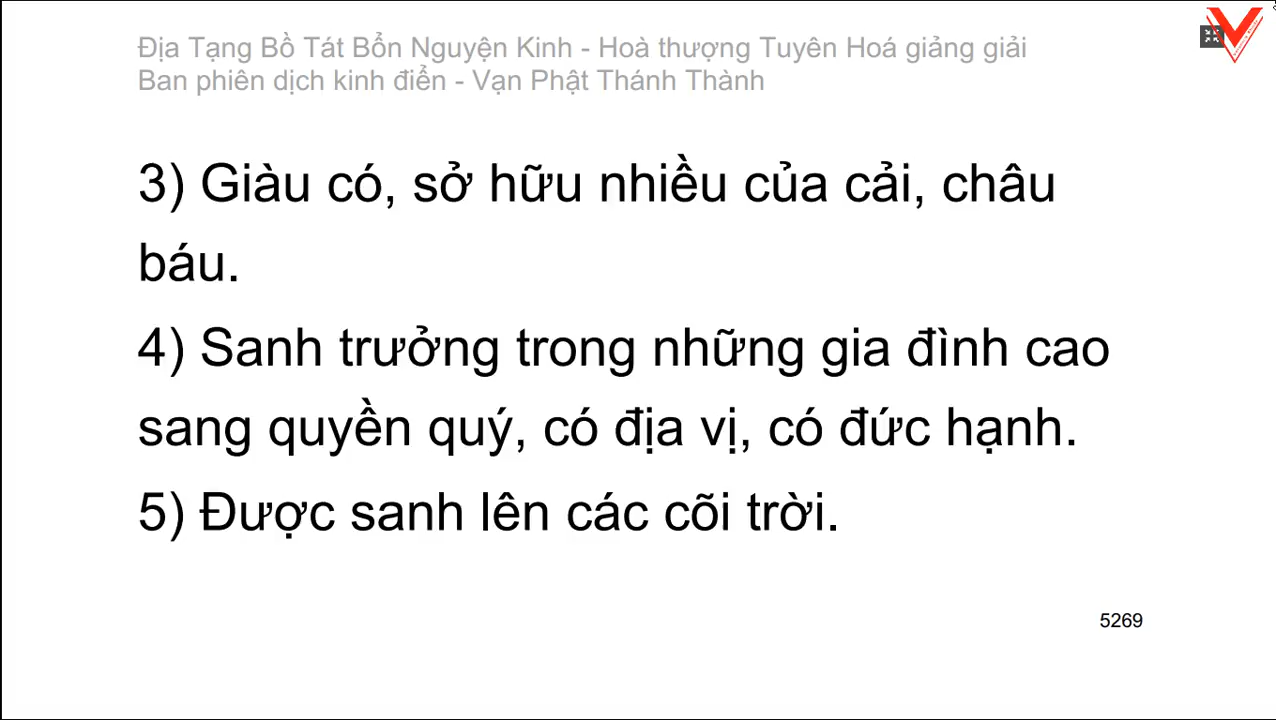 Địa Tạng Bồ Tát Bổn Nguyện Kinh - Hoà thượng Tuyên Hoá giảng giải
Ban phiên dịch kinh điển - Vạn Phật Thánh Thành
3) Giàu có, sở hữu nhiều của cải, châu
báu.
4) Sanh trưởng trong những gia đình cao
sang quyền quý, có địa vị, có đức hạnh.
5) Được sanh lên các cõi trời.
5269